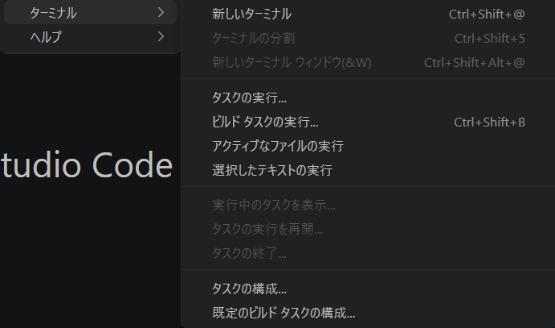 ターミナル
ヘルプ
tudio Code
新しいターミナル Ctrl+Shift+@
ターミナルの分割 Ctrl+Shift+5
新しいターミナル ウィンドウ(&W) Ctrl+Shift+Alt+@
タスクの実行...
ビルド タスクの実行... Ctrl+Shift+B
アクティブなファイルの実行
選択したテキストの実行
実行中のタスクを表示...
タスクの実行を再開...
タスクの終了...
タスクの構成...
既定のビルド タスクの構成...